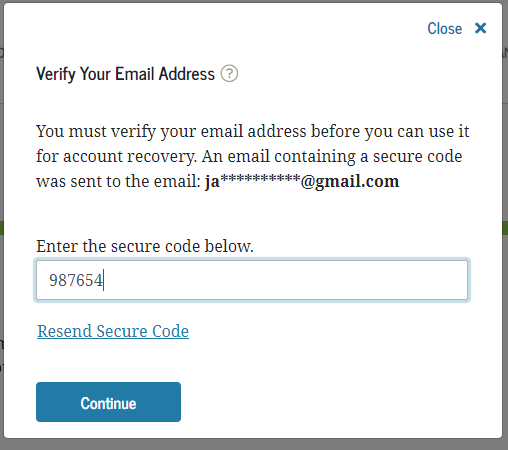 Close ×
Verify Your Email Address ?
You must verify your email address before you can use it
for account recovery. An email containing a secure code
was sent to the email: ja**********@gmail.com
Enter the secure code below.
987654
Resend Secure Code
Continue